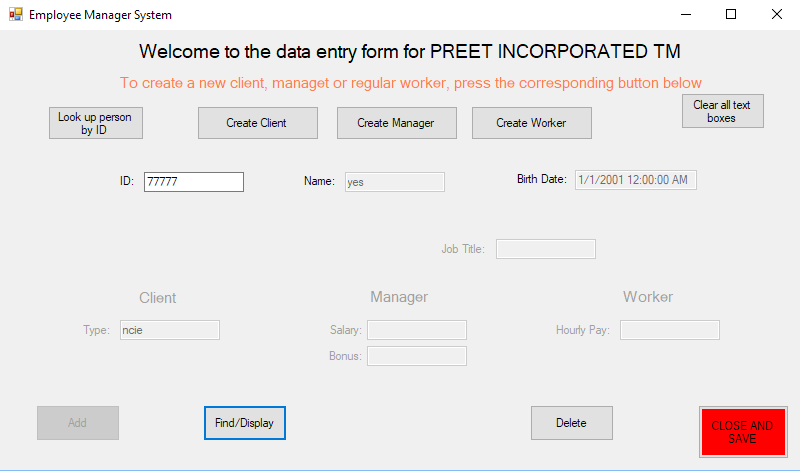 Employee Manager System
Welcome to the data entry form for PREET INCORPORATED TM
To create a new client, managet or regular worker, press the corresponding button below
Look up person
by ID
Create Client
Create Manager
Create Worker
Clear all text
boxes
ID:
77777
Name:
yes
Birth Date:
1/1/2001 12:00:00 AM
Job Title:
Client
Manager
Worker
Type:
ncie
Salary:
Hourly Pay:
Bonus:
Add
Find/Display
Delete
CLOSE AND
SAVE